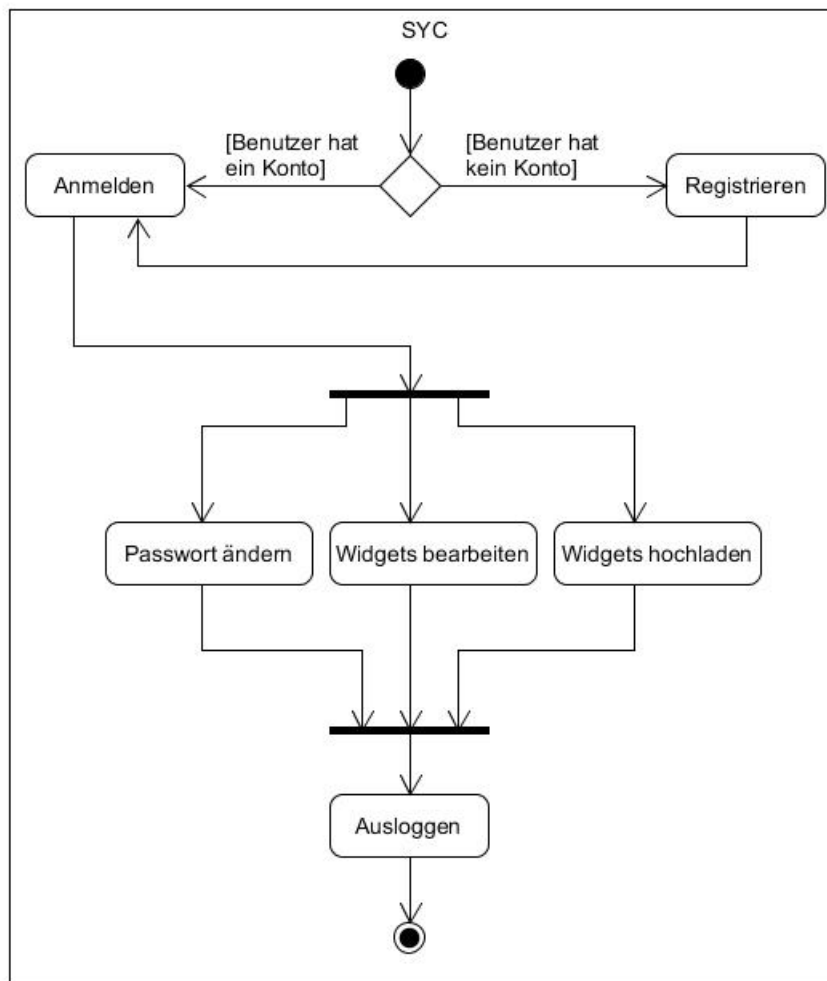 SYC
[Benutzer hat
ein Konto]
[Benutzer hat
kein Konto]
Anmelden
Registrieren
Passwort ändern
Widgets bearbeiten
Widgets hochladen
Ausloggen